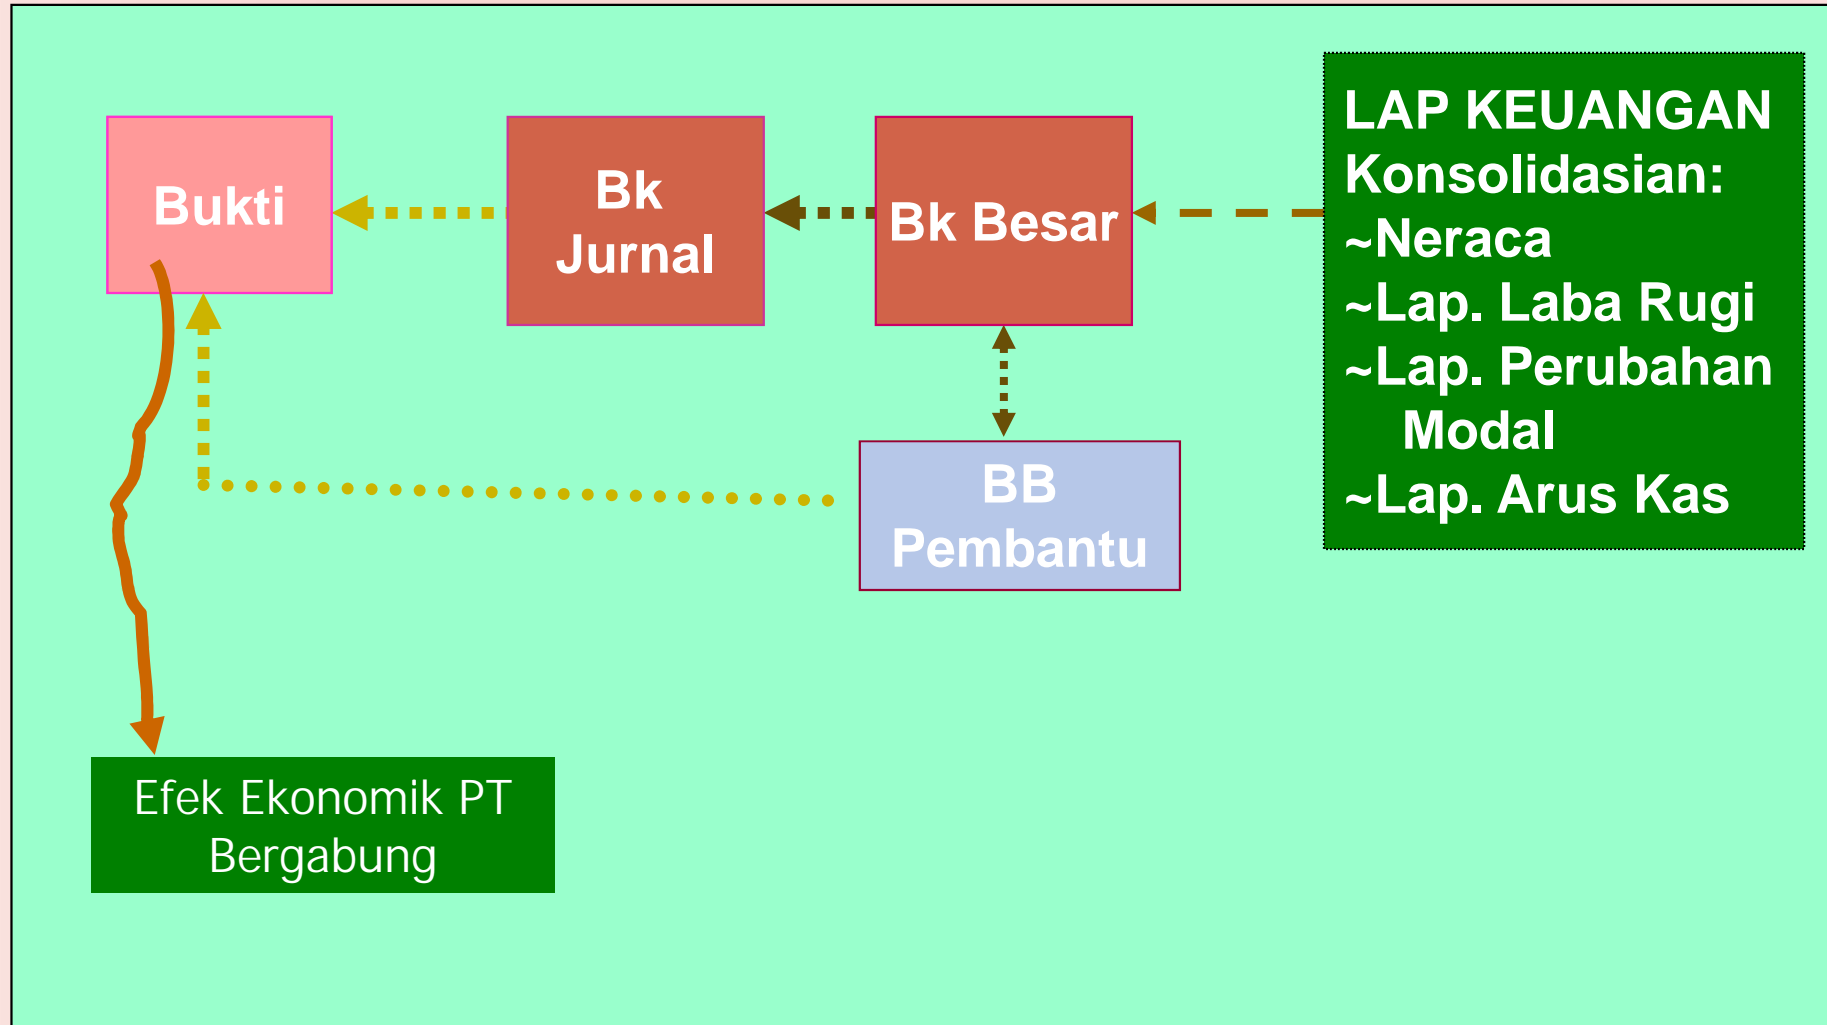 Bukti
Bk
Jurnal
Bk Besar
BB
Pembantu
LAP KEUANGAN
Konsolidasian:
~Neraca
~Lap. Laba Rugi
~Lap. Perubahan
Modal
~Lap. Arus Kas
Efek Ekonomik PT
Bergabung